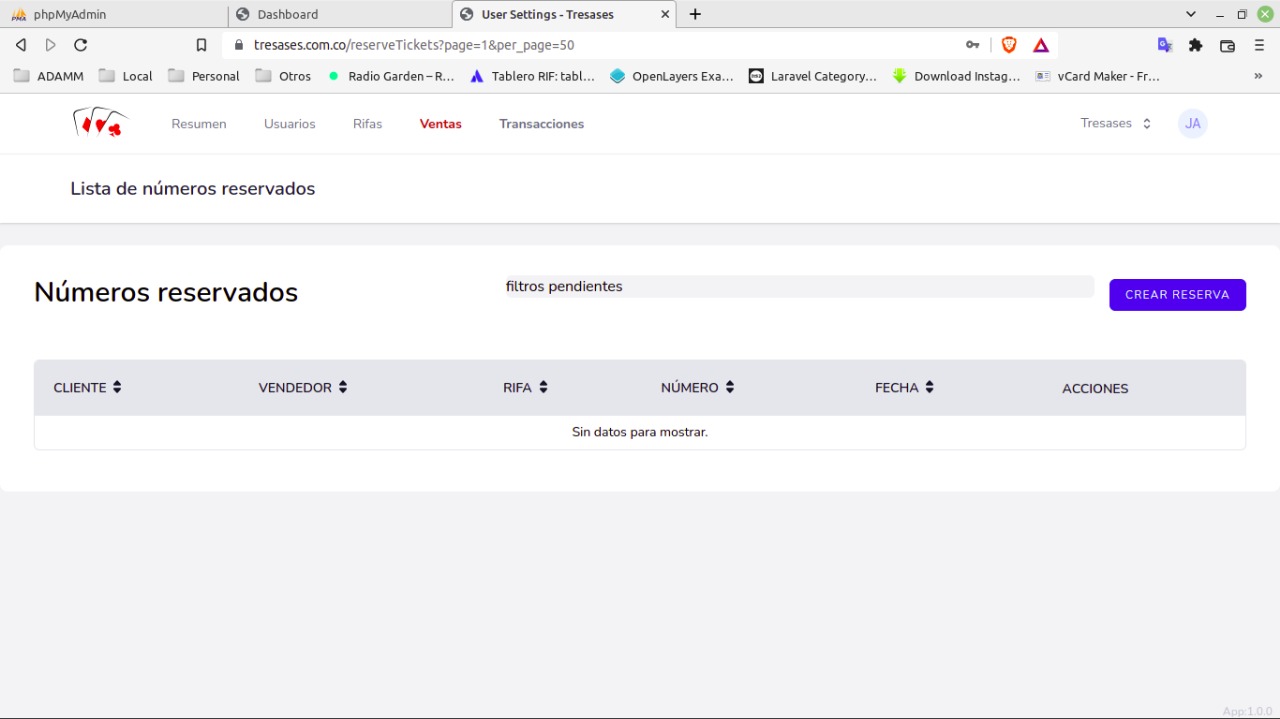 phpMyAdmin
Dashboard
User Settings - Tresases
tresases.com.co/reserveTickets?page=1&per_page=50
ADAMM Local Personal Otros Radio Garden – R... Tablero RIF: tabl... OpenLayers Exa... Laravel Category... Download Instag... vCard Maker - Fr... »
Resumen Usuarios Rifas Ventas Transacciones Tresases JA
Lista de números reservados
Números reservados
filtros pendientes
CREAR RESERVA
CLIENTE VENDEDOR RIFA NÚMERO FECHA ACCIONES
Sin datos para mostrar.
App:1.0.0